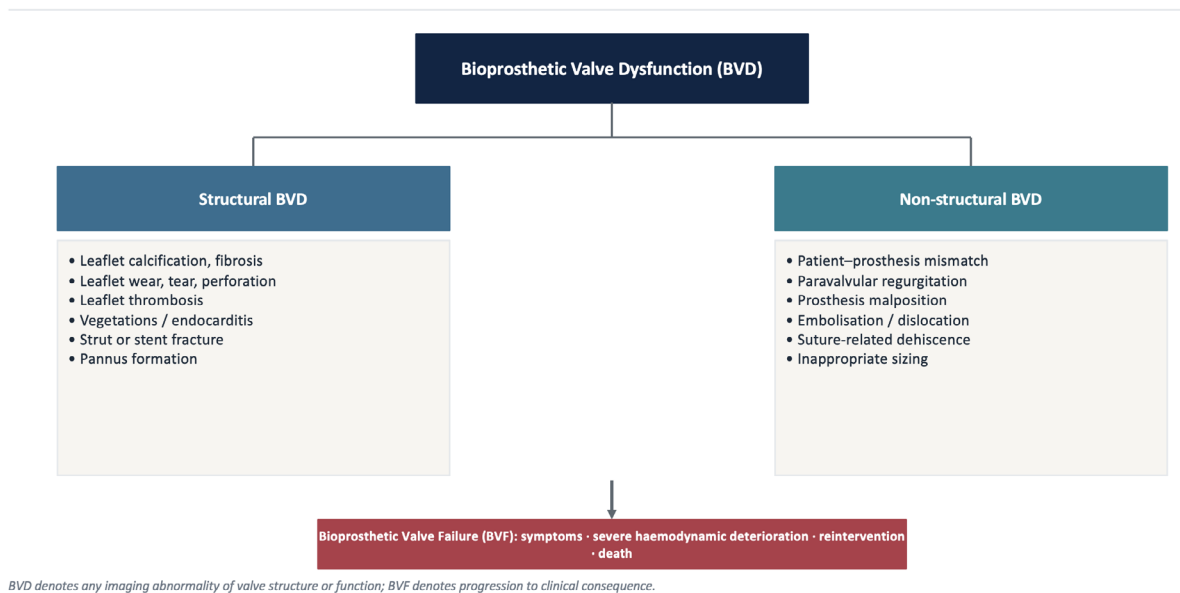 Bioprosthetic Valve Dysfunction (BVD)
Structural BVD
• Leaflet calcification, fibrosis
• Leaflet wear, tear, perforation
• Leaflet thrombosis
• Vegetations / endocarditis
• Strut or stent fracture
• Pannus formation
Non-structural BVD
• Patient–prosthesis mismatch
• Paravalvular regurgitation
• Prosthesis malposition
• Embolisation / dislocation
• Suture-related dehiscence
• Inappropriate sizing
Bioprosthetic Valve Failure (BVF): symptoms · severe haemodynamic deterioration · reintervention
· death
BVD denotes any imaging abnormality of valve structure or function; BVF denotes progression to clinical consequence.